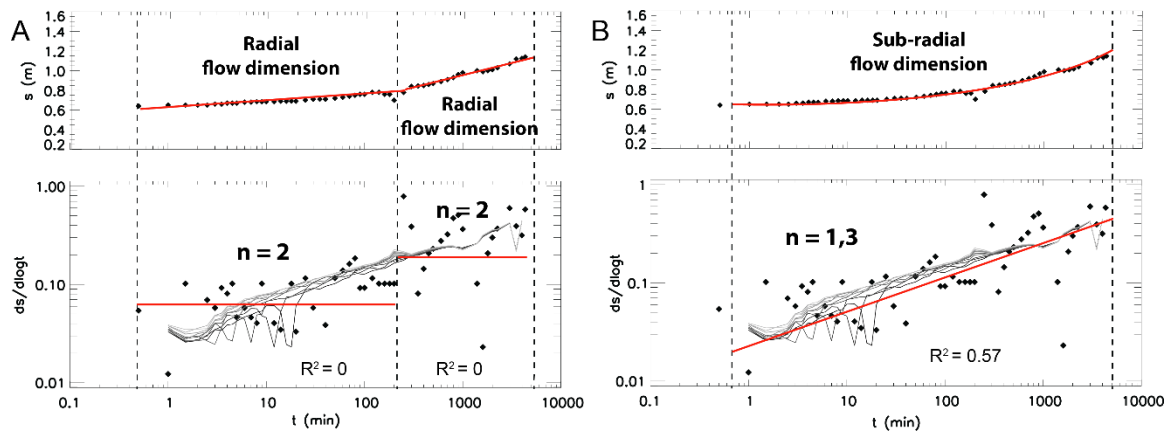 A
Radial
flow dimension
Radial
flow dimension
s (m)
1.6
1.4
1.2
1.0
0.8
0.6
0.4
0.2
ds/dlogt
1.00
0.10
0.01
n = 2
n = 2
R² = 0
R² = 0
0.1
1
10
100
1000
10000
t (min)
B
Sub-radial
flow dimension
s (m)
1.6
1.4
1.2
1.0
0.8
0.6
0.4
0.2
ds/dlogt
1
0.1
0.01
n = 1,3
R² = 0.57
0.1
1
10
100
1000
10000
t (min)